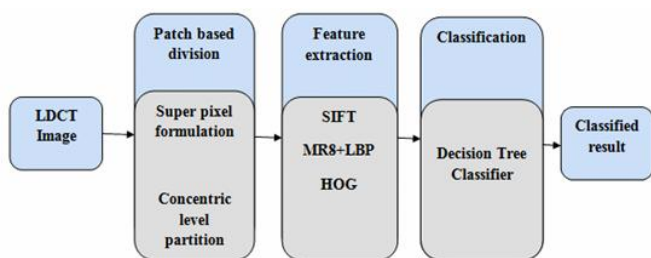 LDCT
Image
Patch based
division
Super pixel
formulation
Concentric
level
partition
Feature
extraction
SIFT
MR8+LBP
HOG
Classification
Decision Tree
Classifier
Classified
result